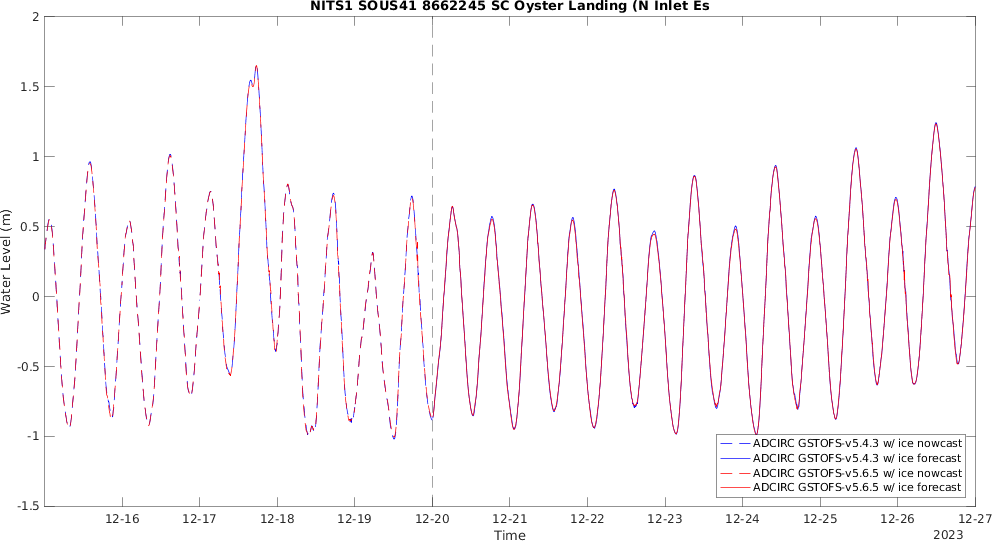 NITS1 SOUS41 8662245 SC Oyster Landing (N Inlet Es
2
1.5
1
0.5
0
-0.5
-1
-1.5
Water Level (m)
12-16 12-17 12-18 12-19 12-20 12-21 12-22 12-23 12-24 12-25 12-26 12-27
Time
2023
ADCIRC GSTOFS-v5.4.3 w/ ice nowcast
ADCIRC GSTOFS-v5.4.3 w/ ice forecast
ADCIRC GSTOFS-v5.6.5 w/ ice nowcast
ADCIRC GSTOFS-v5.6.5 w/ ice forecast